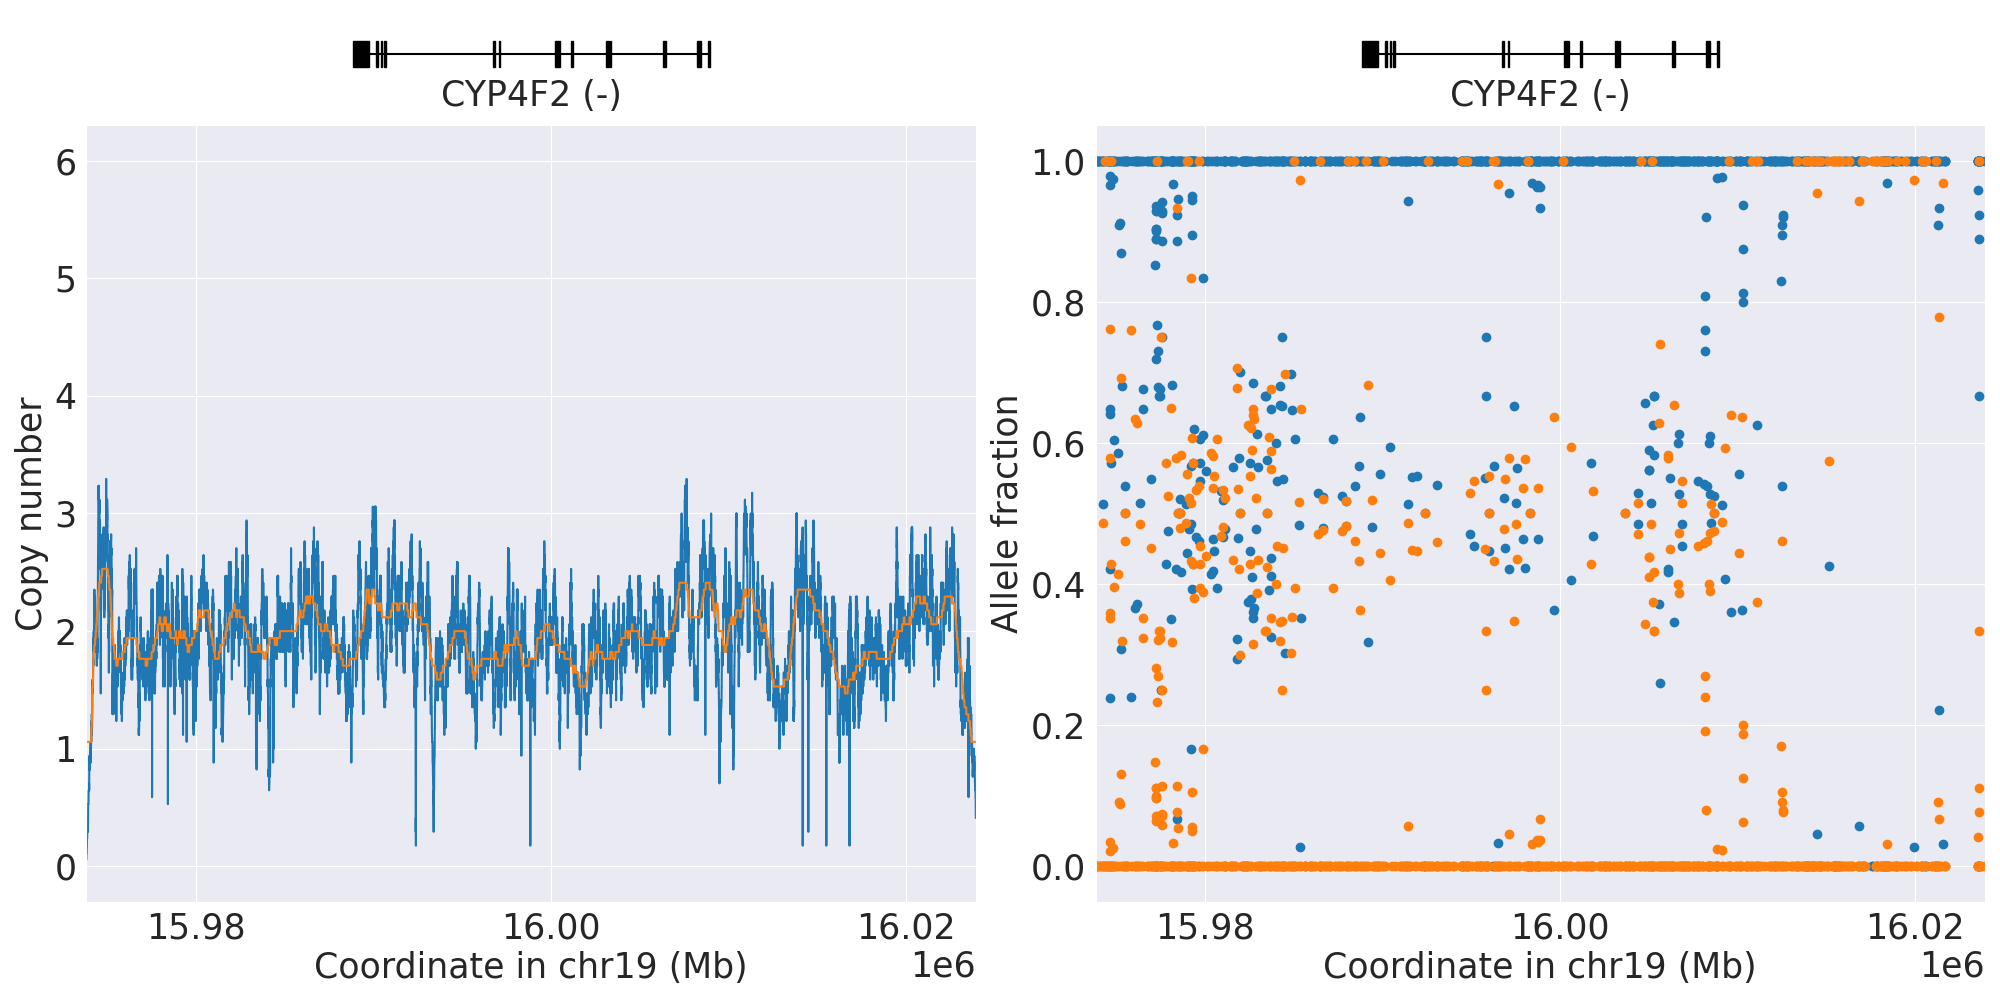 CYP4F2 (-)
6
5
4
3
2
1
0
Copy number
15.98
16.00
16.02
Coordinate in chr19 (Mb)
1e6
CYP4F2 (-)
1.0
0.8
0.6
0.4
0.2
0.0
Allele fraction
15.98
16.00
16.02
Coordinate in chr19 (Mb)
1e6